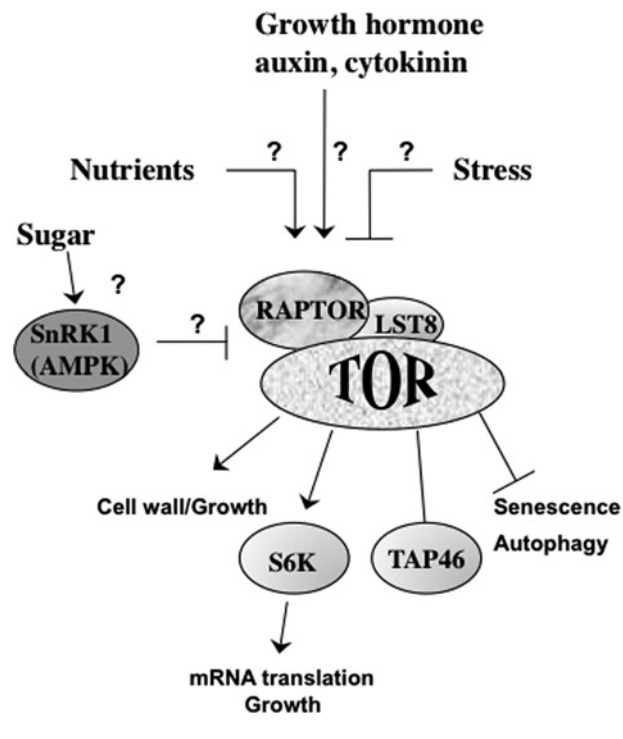 Growth hormone
auxin, cytokinin
?
?
?
Nutrients
Stress
Sugar
?
?
RAPTOR
LST8
SnRK1
(AMPK)
TOR
Cell wall/Growth
Senescence
Autophagy
S6K
TAP46
mRNA translation
Growth